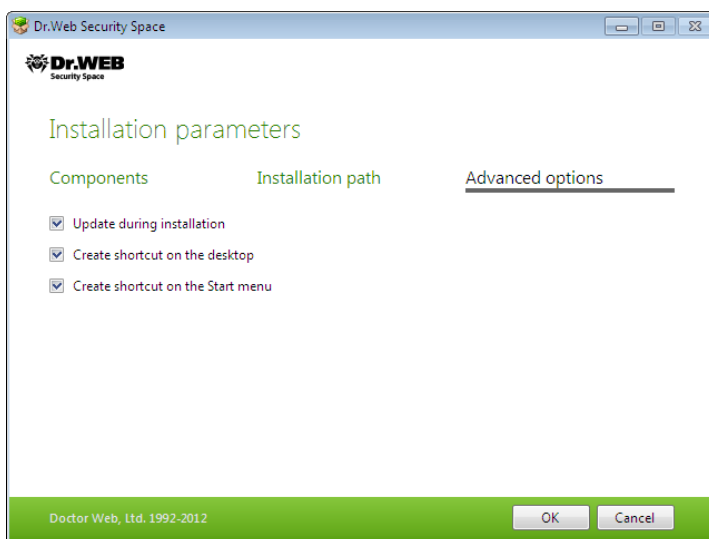 Dr.Web Security Space
Dr.WEB
Security Space
Installation parameters
Components Installation path Advanced options
Update during installation
Create shortcut on the desktop
Create shortcut on the Start menu
Doctor Web, Ltd. 1992-2012 OK Cancel